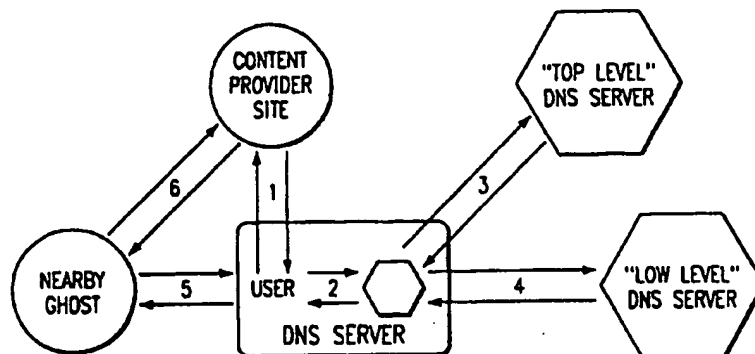 CONTENT
PROVIDER
SITE
"TOP LEVEL"
DNS SERVER
6
1
3
NEARBY
GHOST
5
USER
2
4
"LOW LEVEL"
DNS SERVER
DNS SERVER